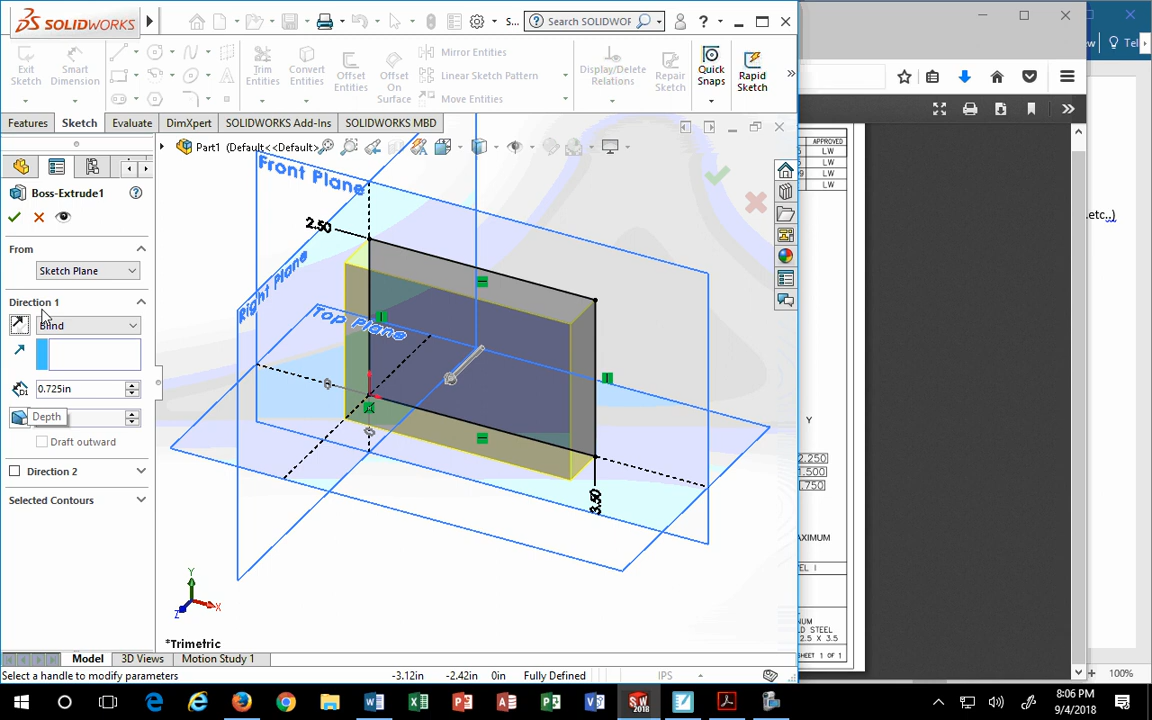 SOLIDWORKS
S...
Search SOLIDWOR
Exit Sketch
Smart Dimension
Trim Entities
Convert Entities
Offset Entities
Offset On Surface
Mirror Entities
Linear Sketch Pattern
Move Entities
Display/Delete Relations
Repair Sketch
Quick Snaps
Rapid Sketch
Features
Sketch
Evaluate
DimXpert
SOLIDWORKS Add-Ins
SOLIDWORKS MBD
Part1 (Default<<Default>
Boss-Extrude1
From
Sketch Plane
Direction 1
Blind
D1
0.725in
Depth
Draft outward
Direction 2
Selected Contours
Front Plane
Right Plane
Top Plane
2.50
3.50
Y
X
Z
*Trimetric
Model
3D Views
Motion Study 1
Select a handle to modify parameters
-3.12in
-2.42in
0in
Fully Defined
IPS
Tel
APPROVED
LW
LW
LW
LW
.etc..)
Y
2.250
1.500
.750
AXIMUM
EL I
NUM
D STEEL
2.5 X 3.5
SHEET 1 OF 1
100%
8:06 PM
9/4/2018